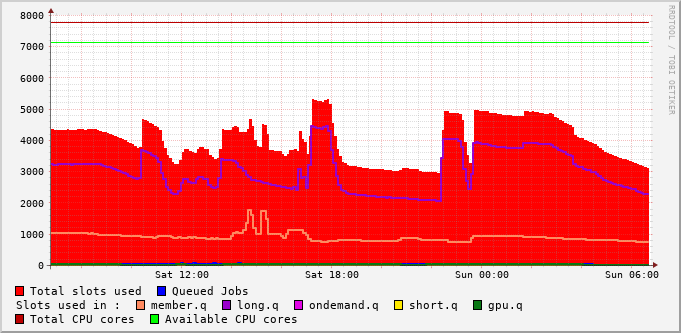 8000
7000
6000
5000
4000
3000
2000
1000
0
Sat 12:00 Sat 18:00 Sun 00:00 Sun 06:00
RRDTOOL / TOBI OETIKER
Total slots used Queued Jobs
Slots used in : member.q long.q ondemand.q short.q gpu.q
Total CPU cores Available CPU cores